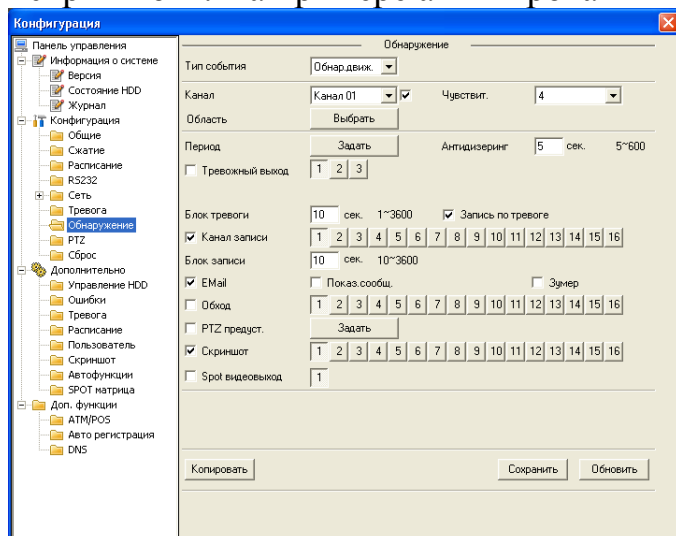 Конфигурация
Панель управления
Информация о системе
Версия
Состояние HDD
Журнал
Конфигурация
Общие
Сжатие
Расписание
RS232
Сеть
Тревога
Обнаружение
PTZ
Сброс
Дополнительно
Управление HDD
Ошибки
Тревога
Расписание
Пользователь
Скриншот
Автофункции
SPOT матрица
Доп. функции
ATM/POS
Авто регистрация
DNS
Обнаружение
Тип события Обнар.движ.
Канал Канал 01 Чувствит. 4
Область Выбрать
Период Задать Антидизеринг 5 сек. 5~600
Тревожный выход 1 2 3
Блок тревоги 10 сек. 1~3600 Запись по тревоге
Канал записи 1 2 3 4 5 6 7 8 9 10 11 12 13 14 15 16
Блок записи 10 сек. 10~3600
EMail Показ.сообщ. Зумер
Обход 1 2 3 4 5 6 7 8 9 10 11 12 13 14 15 16
PTZ предуст. Задать
Скриншот 1 2 3 4 5 6 7 8 9 10 11 12 13 14 15 16
Spot видеовыход 1
Копировать Сохранить Обновить